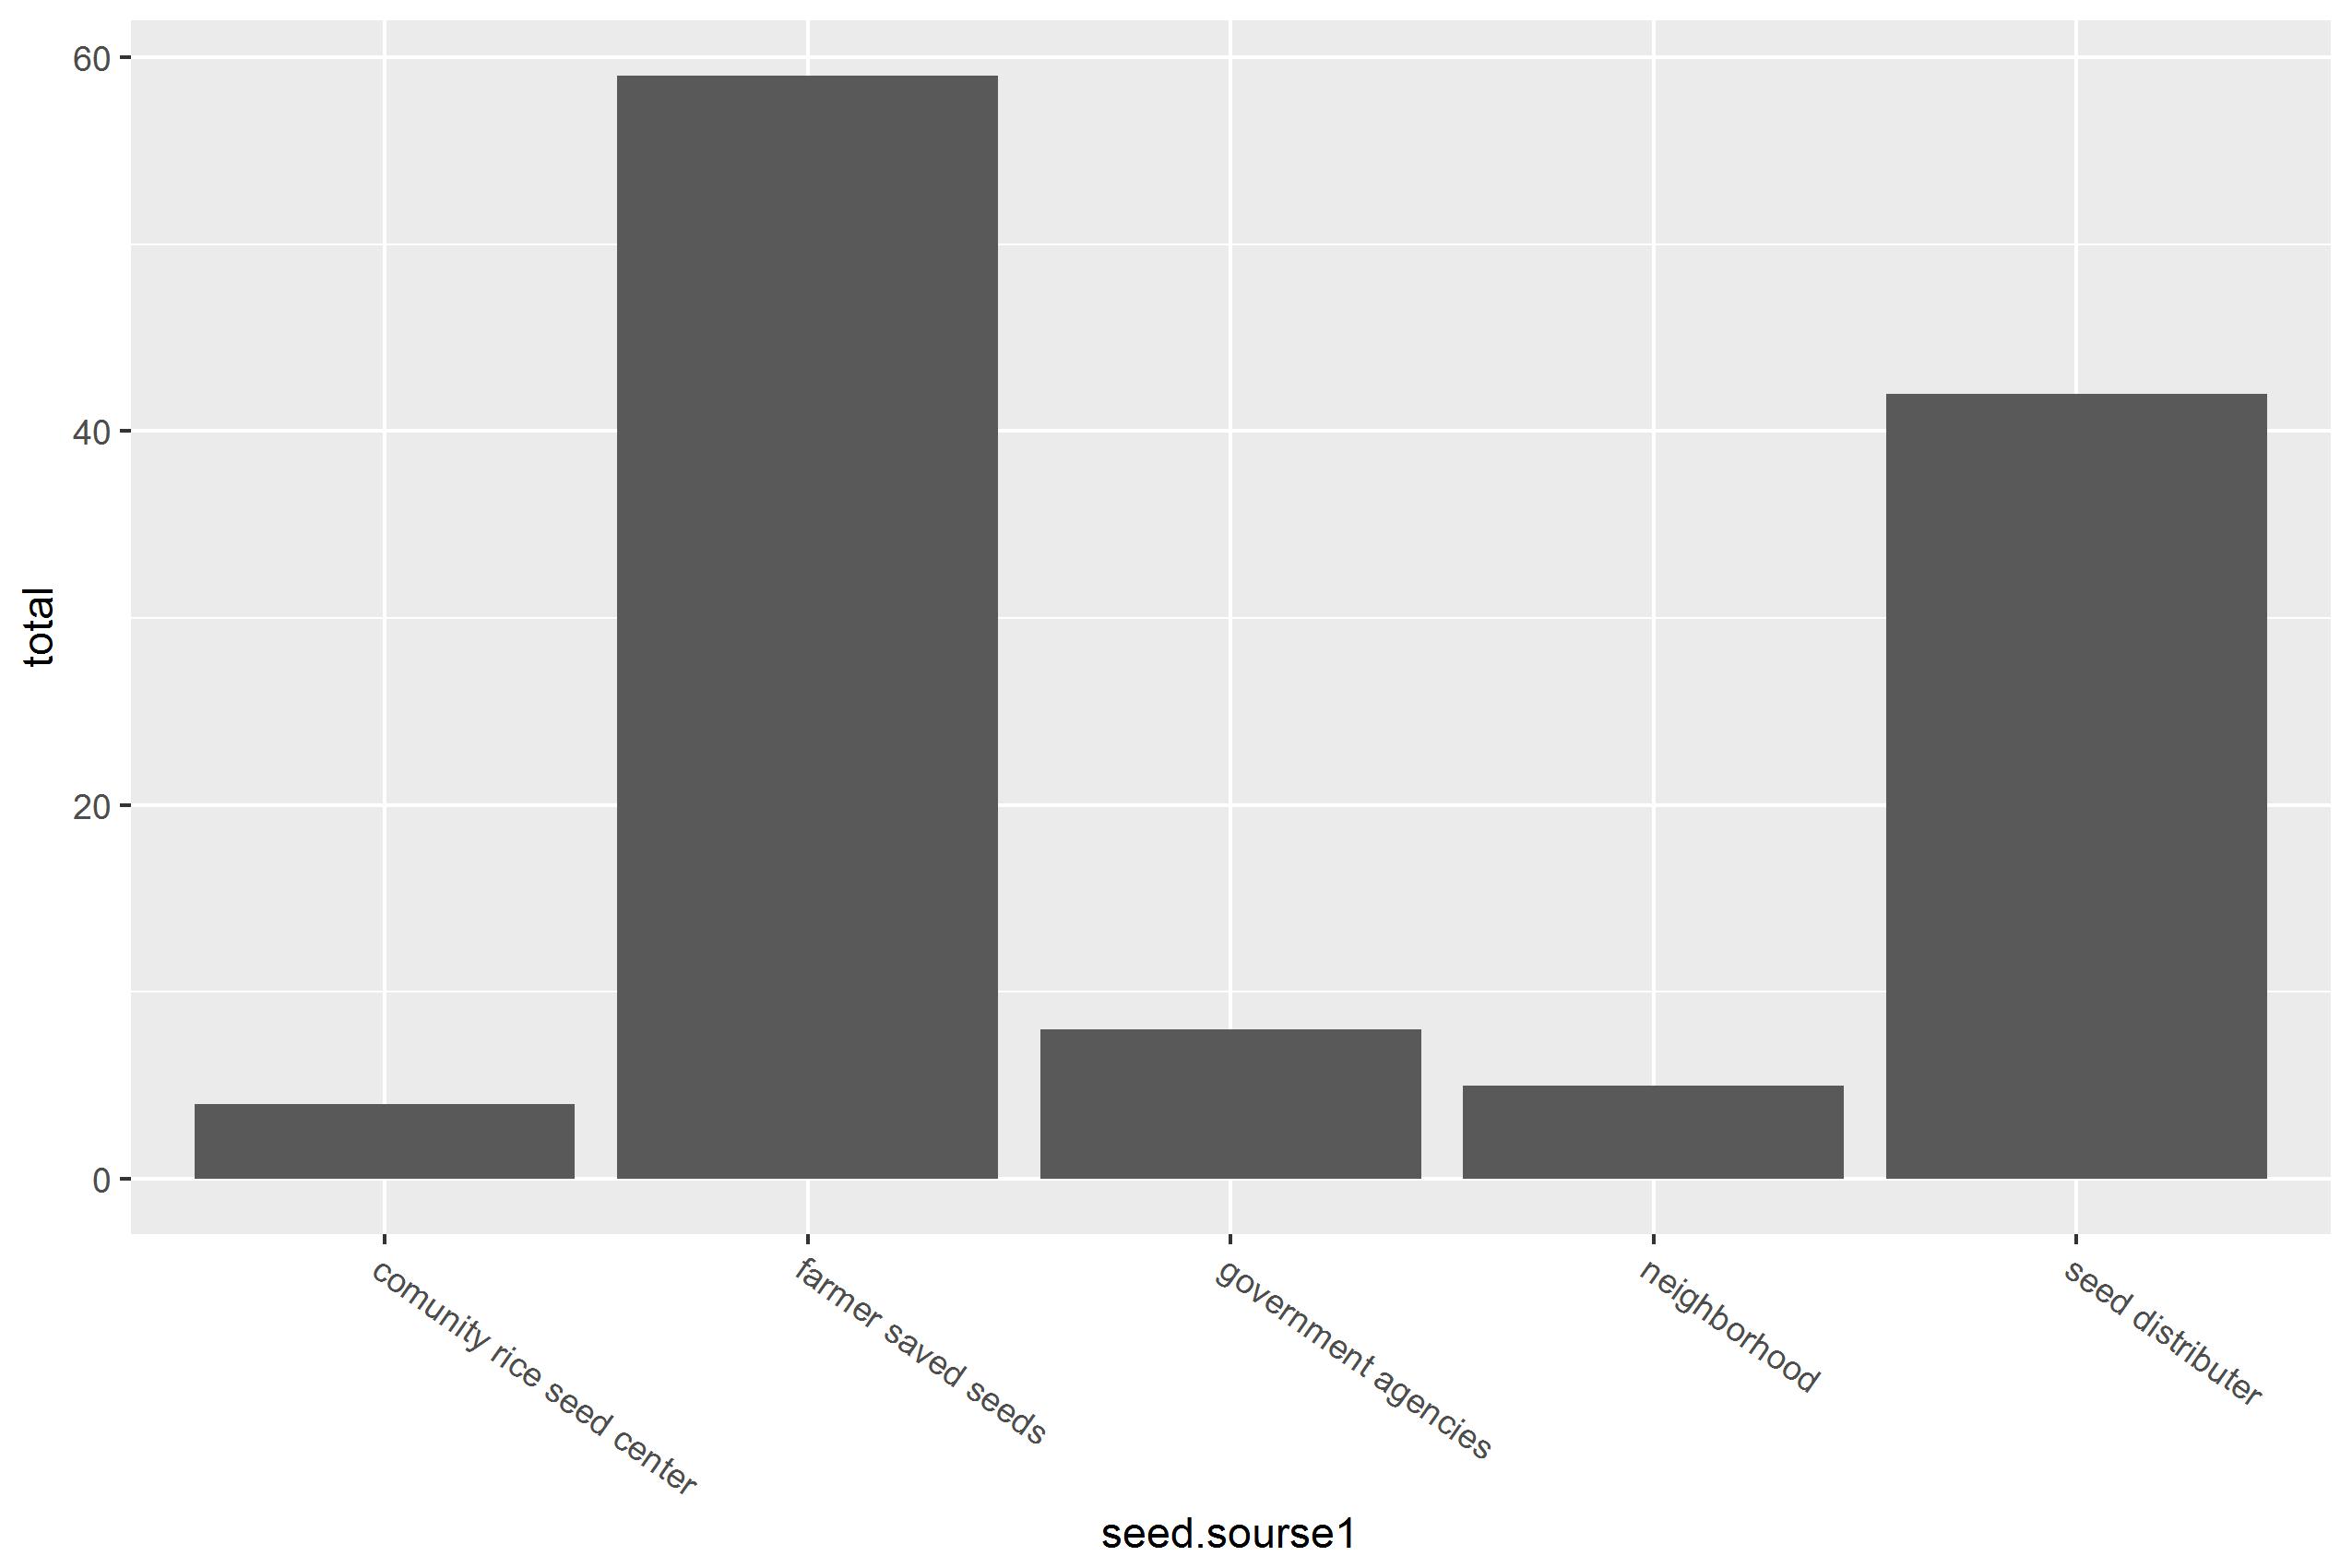 60
40
20
0
total
comunity rice seed center
farmer saved seeds
government agencies
neighborhood
seed distributer
seed.sourse1